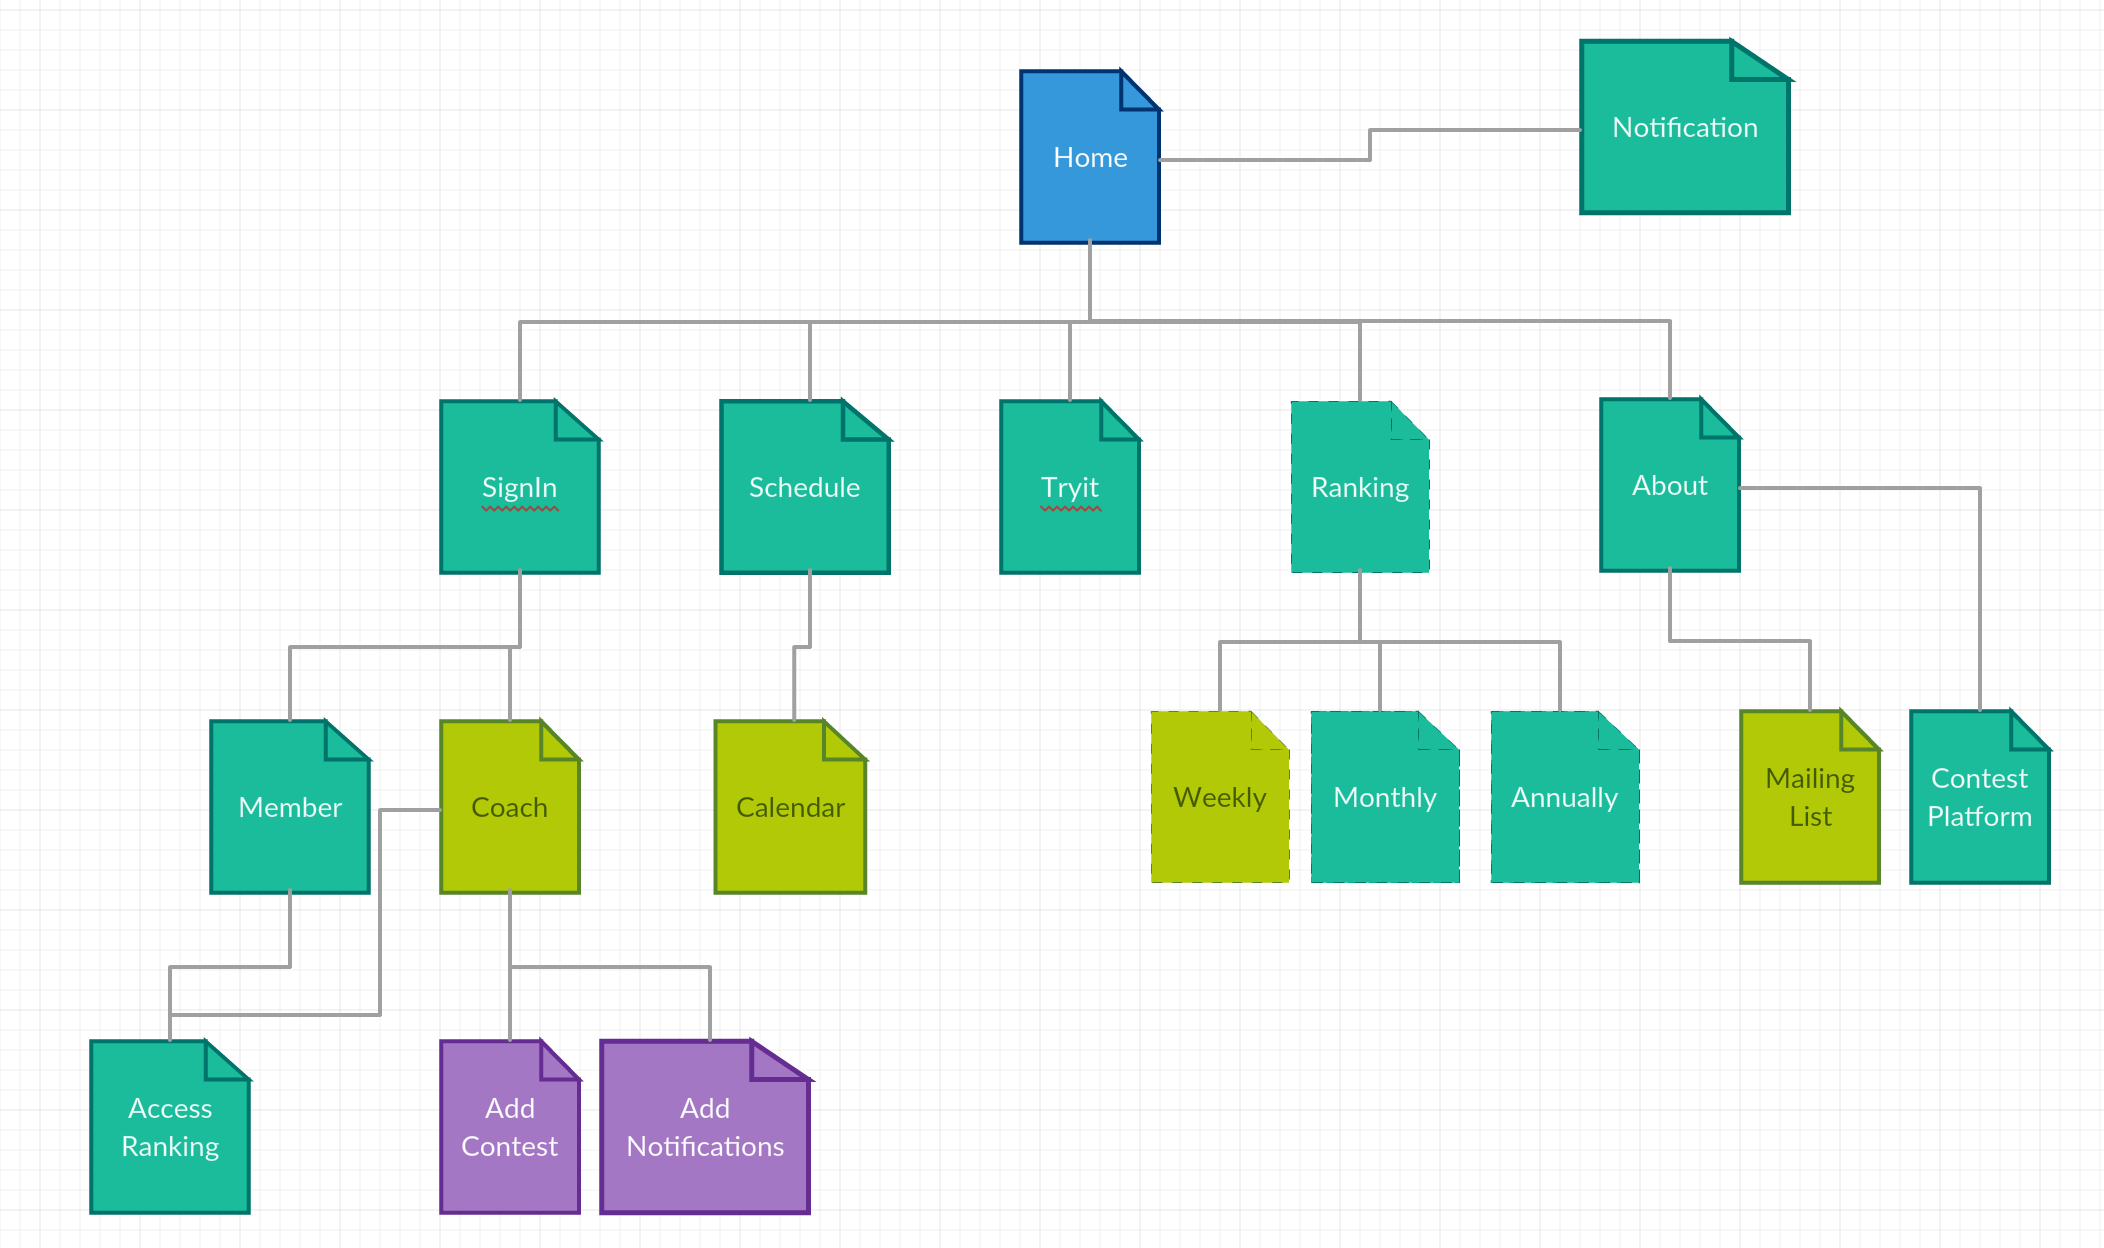 Notification
Home
SignIn
Schedule
Tryit
Ranking
About
Member
Coach
Calendar
Weekly
Monthly
Annually
Mailing
List
Contest
Platform
Access
Ranking
Add
Contest
Add
Notifications